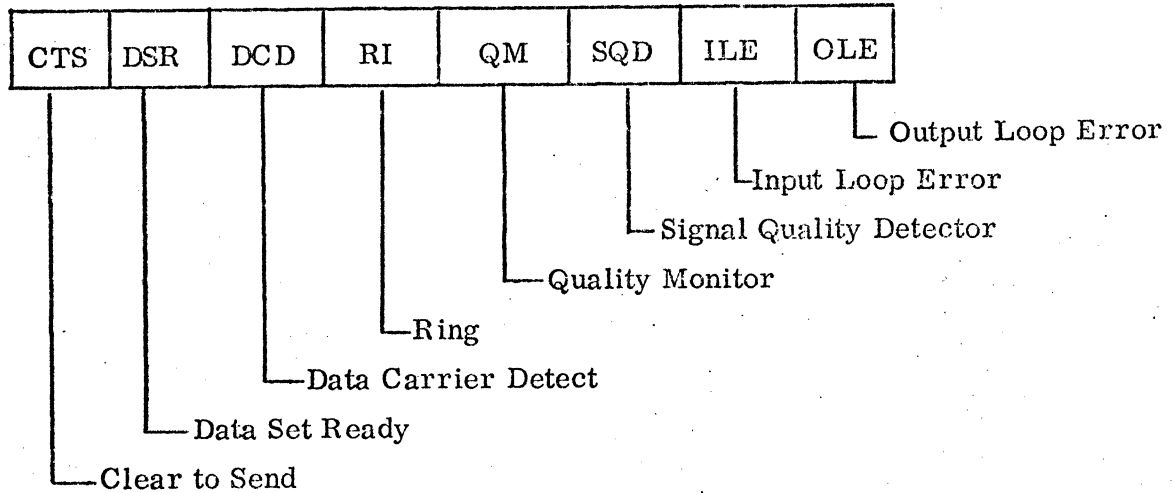 CTS DSR DCD RI QM SQD ILE OLE
Output Loop Error
Input Loop Error
Signal Quality Detector
Quality Monitor
Ring
Data Carrier Detect
Data Set Ready
Clear to Send